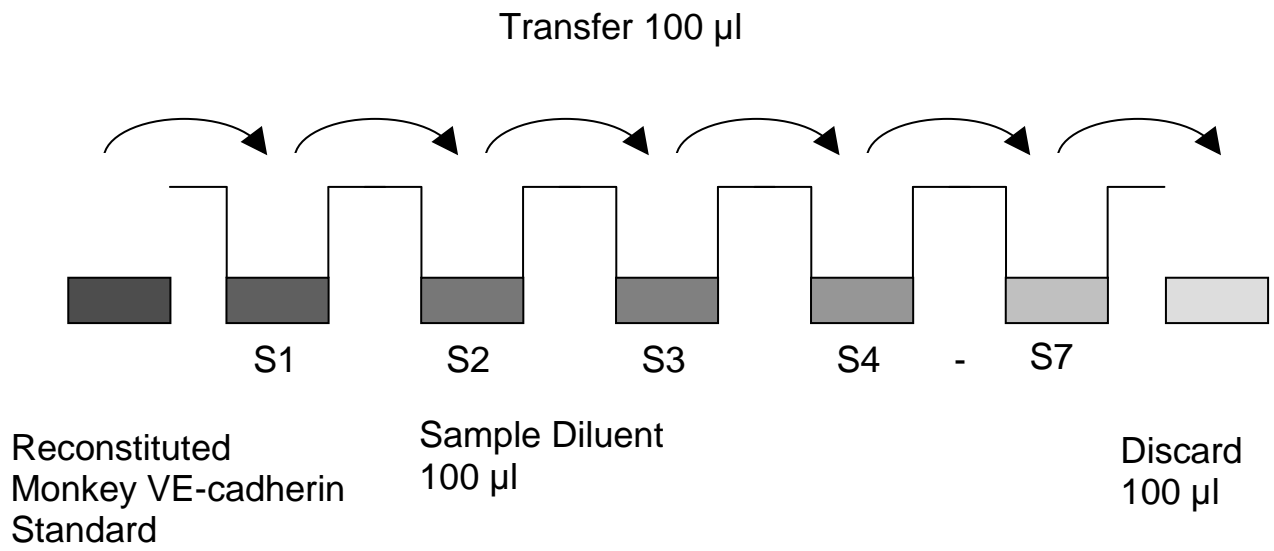 Transfer 100 µl
S1 S2 S3 S4 - S7
Reconstituted
Monkey VE-cadherin
Standard
Sample Diluent
100 µl
Discard
100 µl